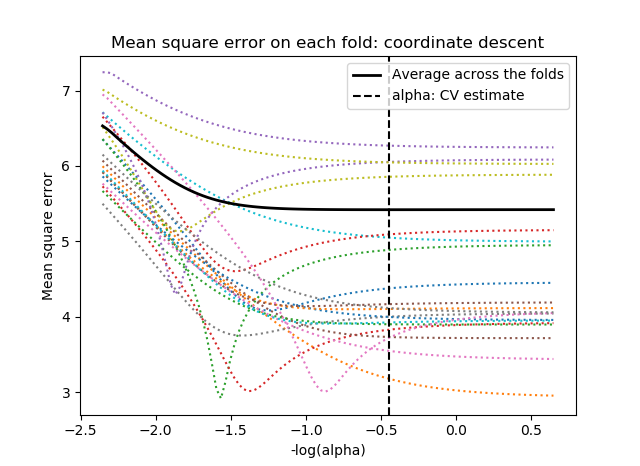 Mean square error on each fold: coordinate descent
Average across the folds
alpha: CV estimate
Mean square error
7
6
5
4
3
−2.5 −2.0 −1.5 −1.0 −0.5 0.0 0.5
-log(alpha)